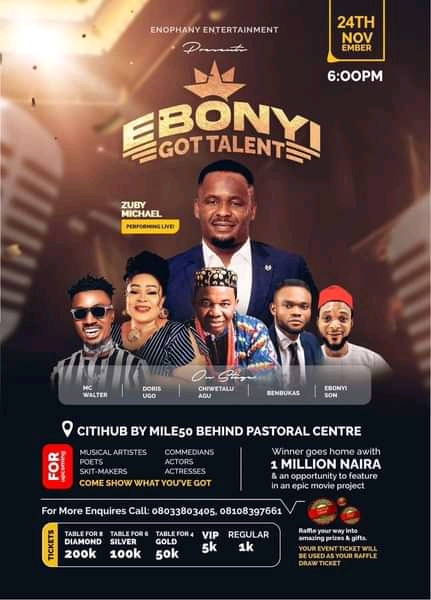 ENOPHANY ENTERTAINMENT
Presents
24TH
NOV
EMBER
6:00PM
EBONYI
GOT TALENT
ZUBY
MICHAEL
PERFORMING LIVE!
On Stage
MC
WALTER
DORIS
UGO
CHIWETALU
AGU
BENBUKAS
EBONYI
SON
CITIHUB BY MILE50 BEHIND PASTORAL CENTRE
FOR
upcoming
MUSICAL ARTISTES
POETS
SKIT-MAKERS
COMMEDIANS
ACTORS
ACTRESSES
COME SHOW WHAT YOU'VE GOT
Winner goes home awith
1 MILLION NAIRA
& an opportunity to feature
in an epic movie project
For More Enquires Call: 08033803405, 08108397661
TICKETS
TABLE FOR 8
DIAMOND
200k
TABLE FOR 6
SILVER
100k
TABLE FOR 4
GOLD
50k
VIP
5k
REGULAR
1k
Raffle your way into
amazing prizes & gifts.
YOUR EVENT TICKET WILL
BE USED AS YOUR RAFFLE
DRAW TICKET